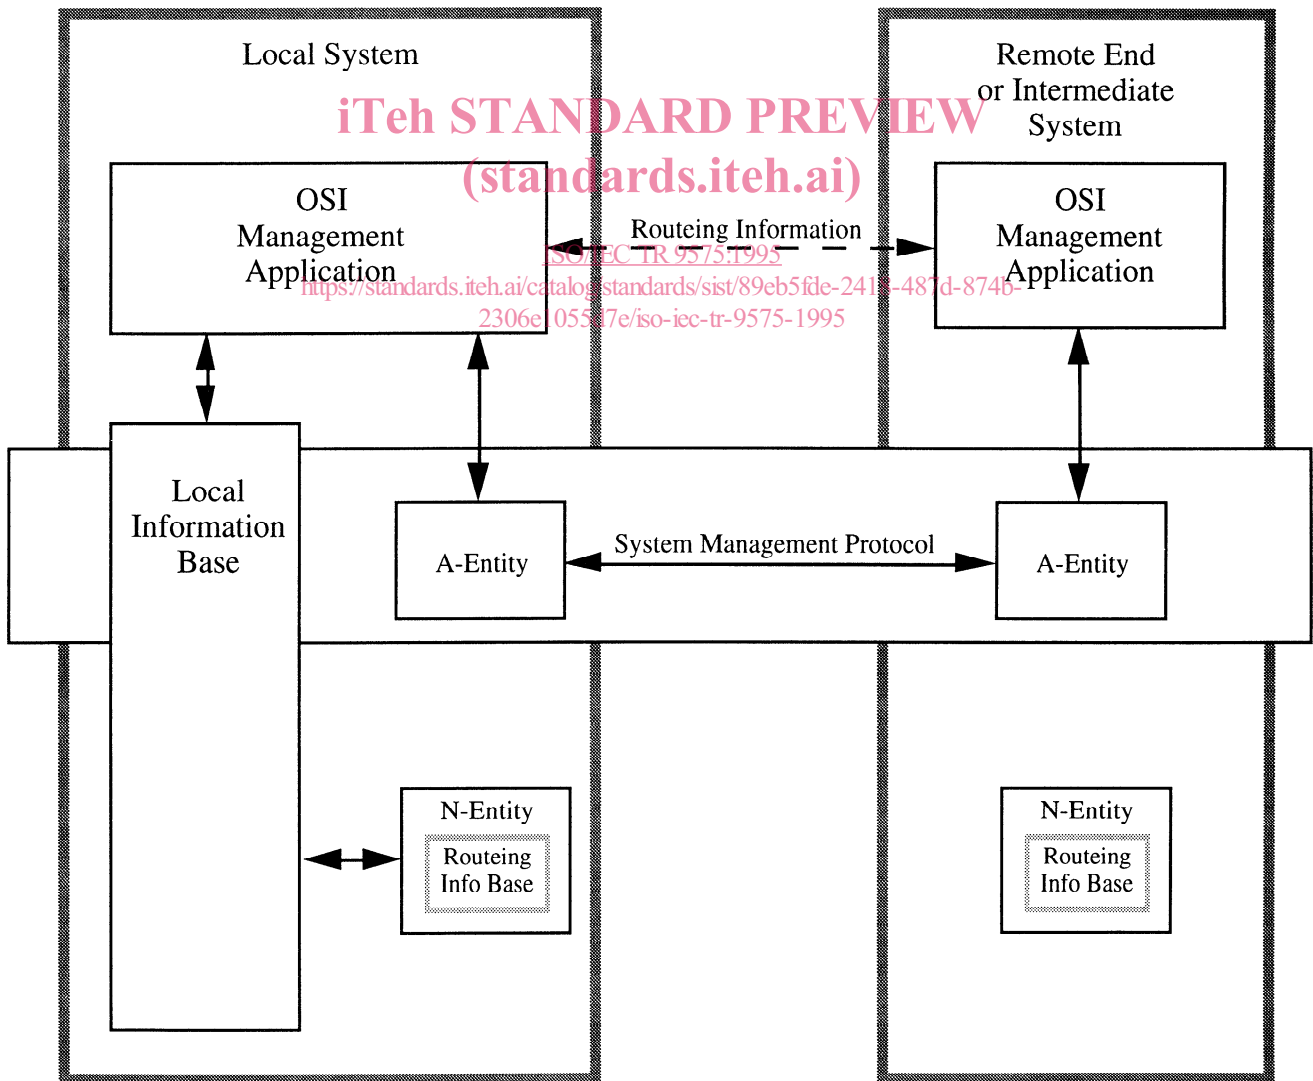 Local System
Remote End
or Intermediate
System
iTeh STANDARD PREVIEW
(standards.iteh.ai)
OSI
Management
Application
Routeing Information
OSI
Management
Application
ISO/IEC TR 9575:1995
https://standards.iteh.ai/catalog/standards/sist/89eb5fde-2418-487d-874b-
2306e1055d7e/iso-iec-tr-9575-1995
Local
Information
Base
A-Entity
System Management Protocol
A-Entity
N-Entity
Routeing
Info Base
N-Entity
Routeing
Info Base